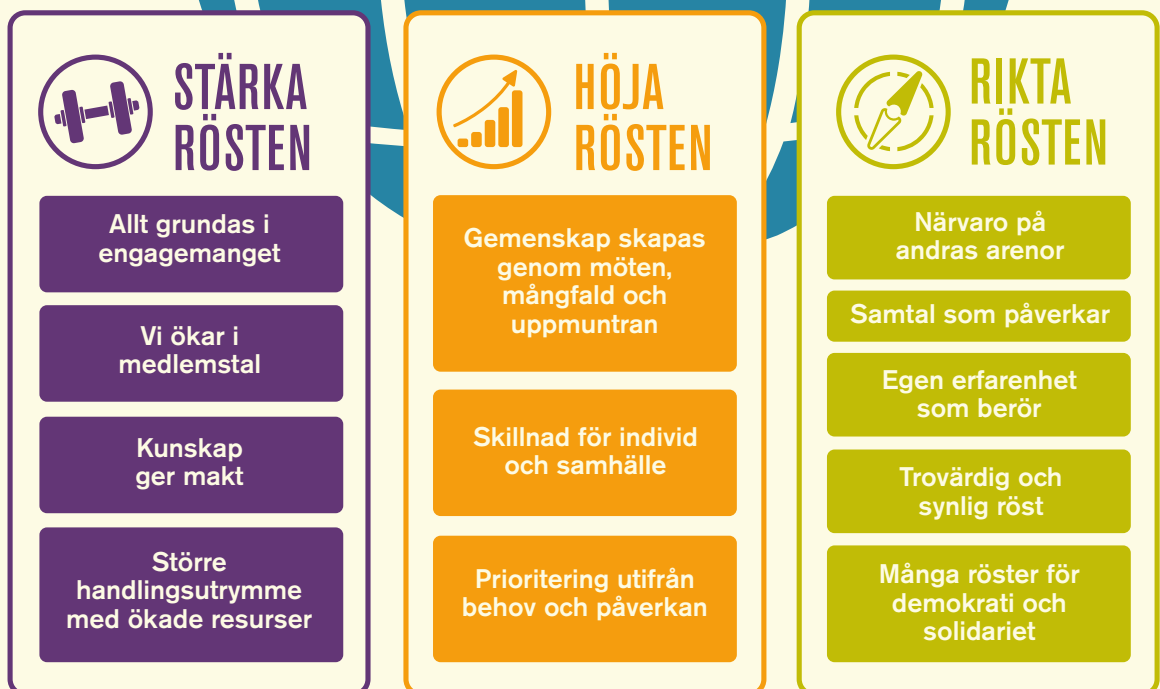 STÄRKA
RÖSTEN
Allt grundas i
engagemanget
Vi ökar i
medlemstal
Kunskap
ger makt
Större
handlingsutrymme
med ökade resurser
HÖJA
RÖSTEN
Gemenskap skapas
genom möten,
mångfald och
uppmuntran
Skillnad för individ
och samhälle
Prioritering utifrån
behov och påverkan
RIKTA
RÖSTEN
Närvaro på
andras arenor
Samtal som påverkar
Egen erfarenhet
som berör
Trovärdig och
synlig röst
Många röster för
demokrati och
solidariet